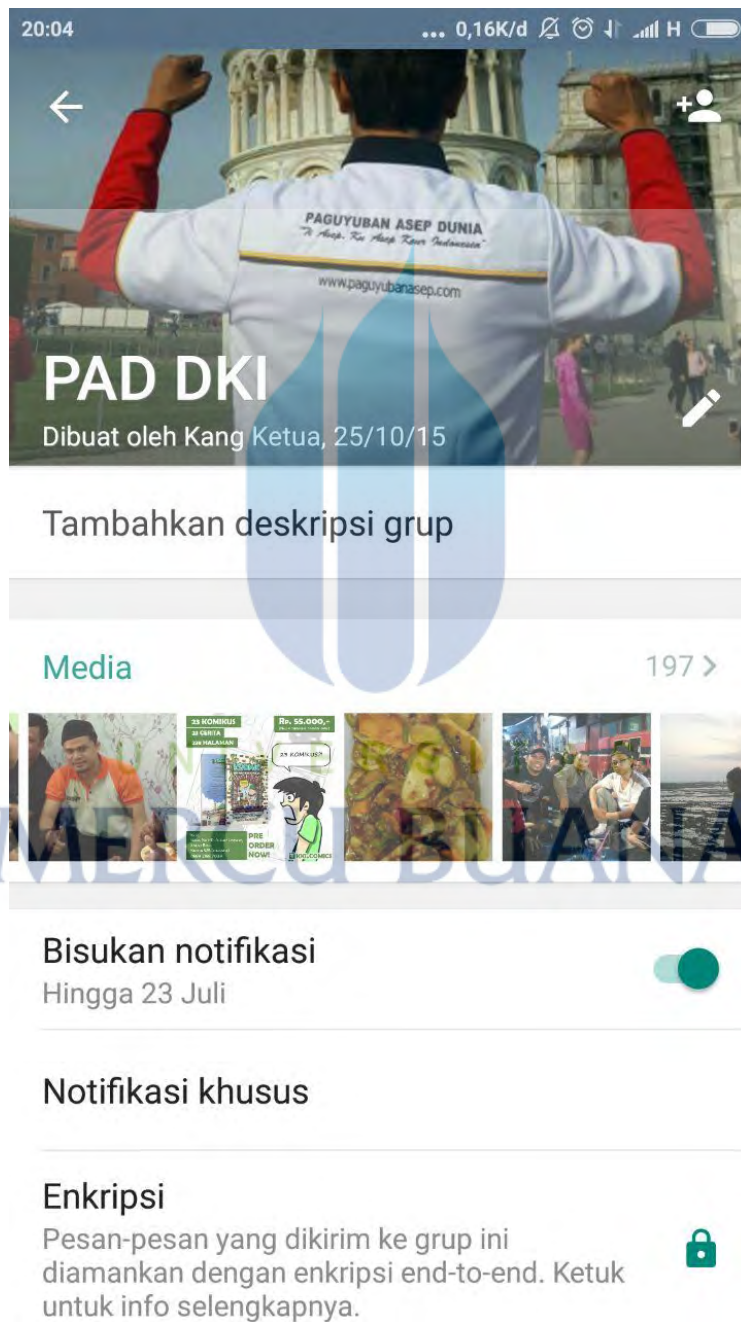 20:04
... 0,16K/d
H
PAGUYUBAN ASEP DUNIA
www.paguyubanasep.com
PAD DKI
Dibuat oleh Kang Ketua, 25/10/15
Tambahkan deskripsi grup
Media
197 >
23 KOMIKUS
Rp. 55.000,-
23 KOMIKUS?!
PRE
ORDER
NOW!
UNIVERSITAS
MERCU BUANA
Bisukan notifikasi
Hingga 23 Juli
Notifikasi khusus
Enkripsi
Pesan-pesan yang dikirim ke grup ini
diamankan dengan enkripsi end-to-end. Ketuk
untuk info selengkapnya.